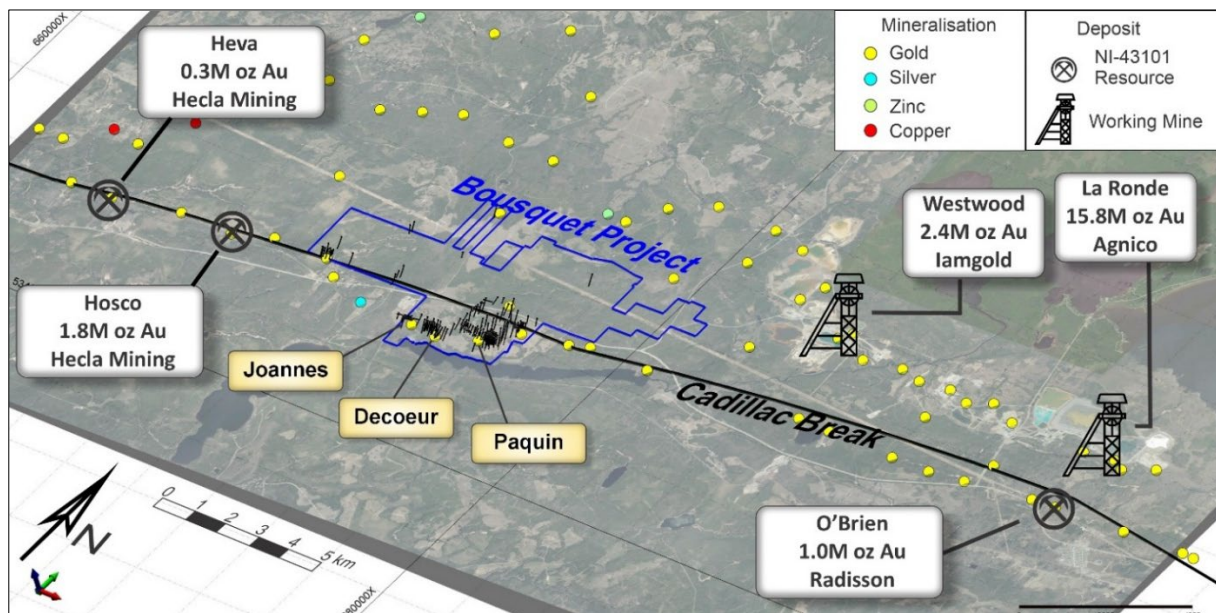 660000X
Heva
0.3M oz Au
Hecla Mining
Mineralisation
Gold
Silver
Zinc
Copper
Deposit
NI-43101
Resource
Working Mine
Bousquet Project
Westwood
2.4M oz Au
Iamgold
La Ronde
15.8M oz Au
Agnico
Hosco
1.8M oz Au
Hecla Mining
Joannes
Decoeur
Paquin
Cadillac Break
O'Brien
1.0M oz Au
Radisson
N
0 1 2 3 4 5 km